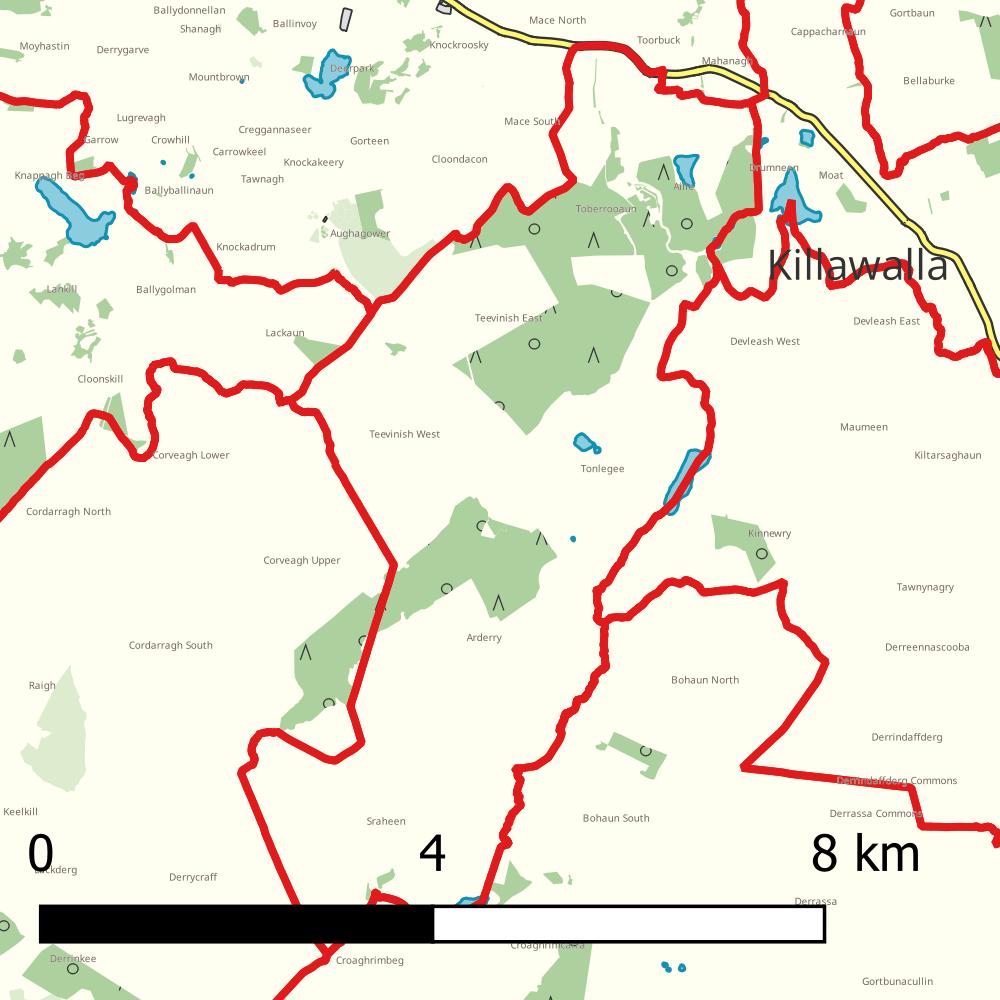 Ballydonnellan
Gortbaun
Mace North
Ballinvoy
Shanagh
Cappacharnaun
Toorbuck
Moyhastin
Knockroosky
Derrygarve
Mahanagh
Deerpark
Mountbrown
Bellaburke
Lugrevagh
Mace South
Creggannaseer
Garrow
Crowhill
Gorteen
Carrowkeel
Cloondacon
Knockakeery
Drumneen
Knappagh Beg
Moat
Tawnagh
Aille
Ballyballinaun
Toberrooaun
Aughagower
Knockadrum
Killawalla
Lankill
Ballygolman
Teevinish East
Devleash East
Lackaun
Devleash West
Cloonskill
Maumeen
Teevinish West
Corveagh Lower
Kiltarsaghaun
Tonlegee
Cordarragh North
Kinnewry
Corveagh Upper
Tawnynagry
Arderry
Cordarragh South
Derreennascooba
Bohaun North
Raigh
Derrindaffderg
Derrindaffderg Commons
Keelkill
Derrassa Commons
Bohaun South
Sraheen
0 4 8 km
Derrycraff
Derrassa
Derrinkee
Croaghrimbeg
Gortbunacullin